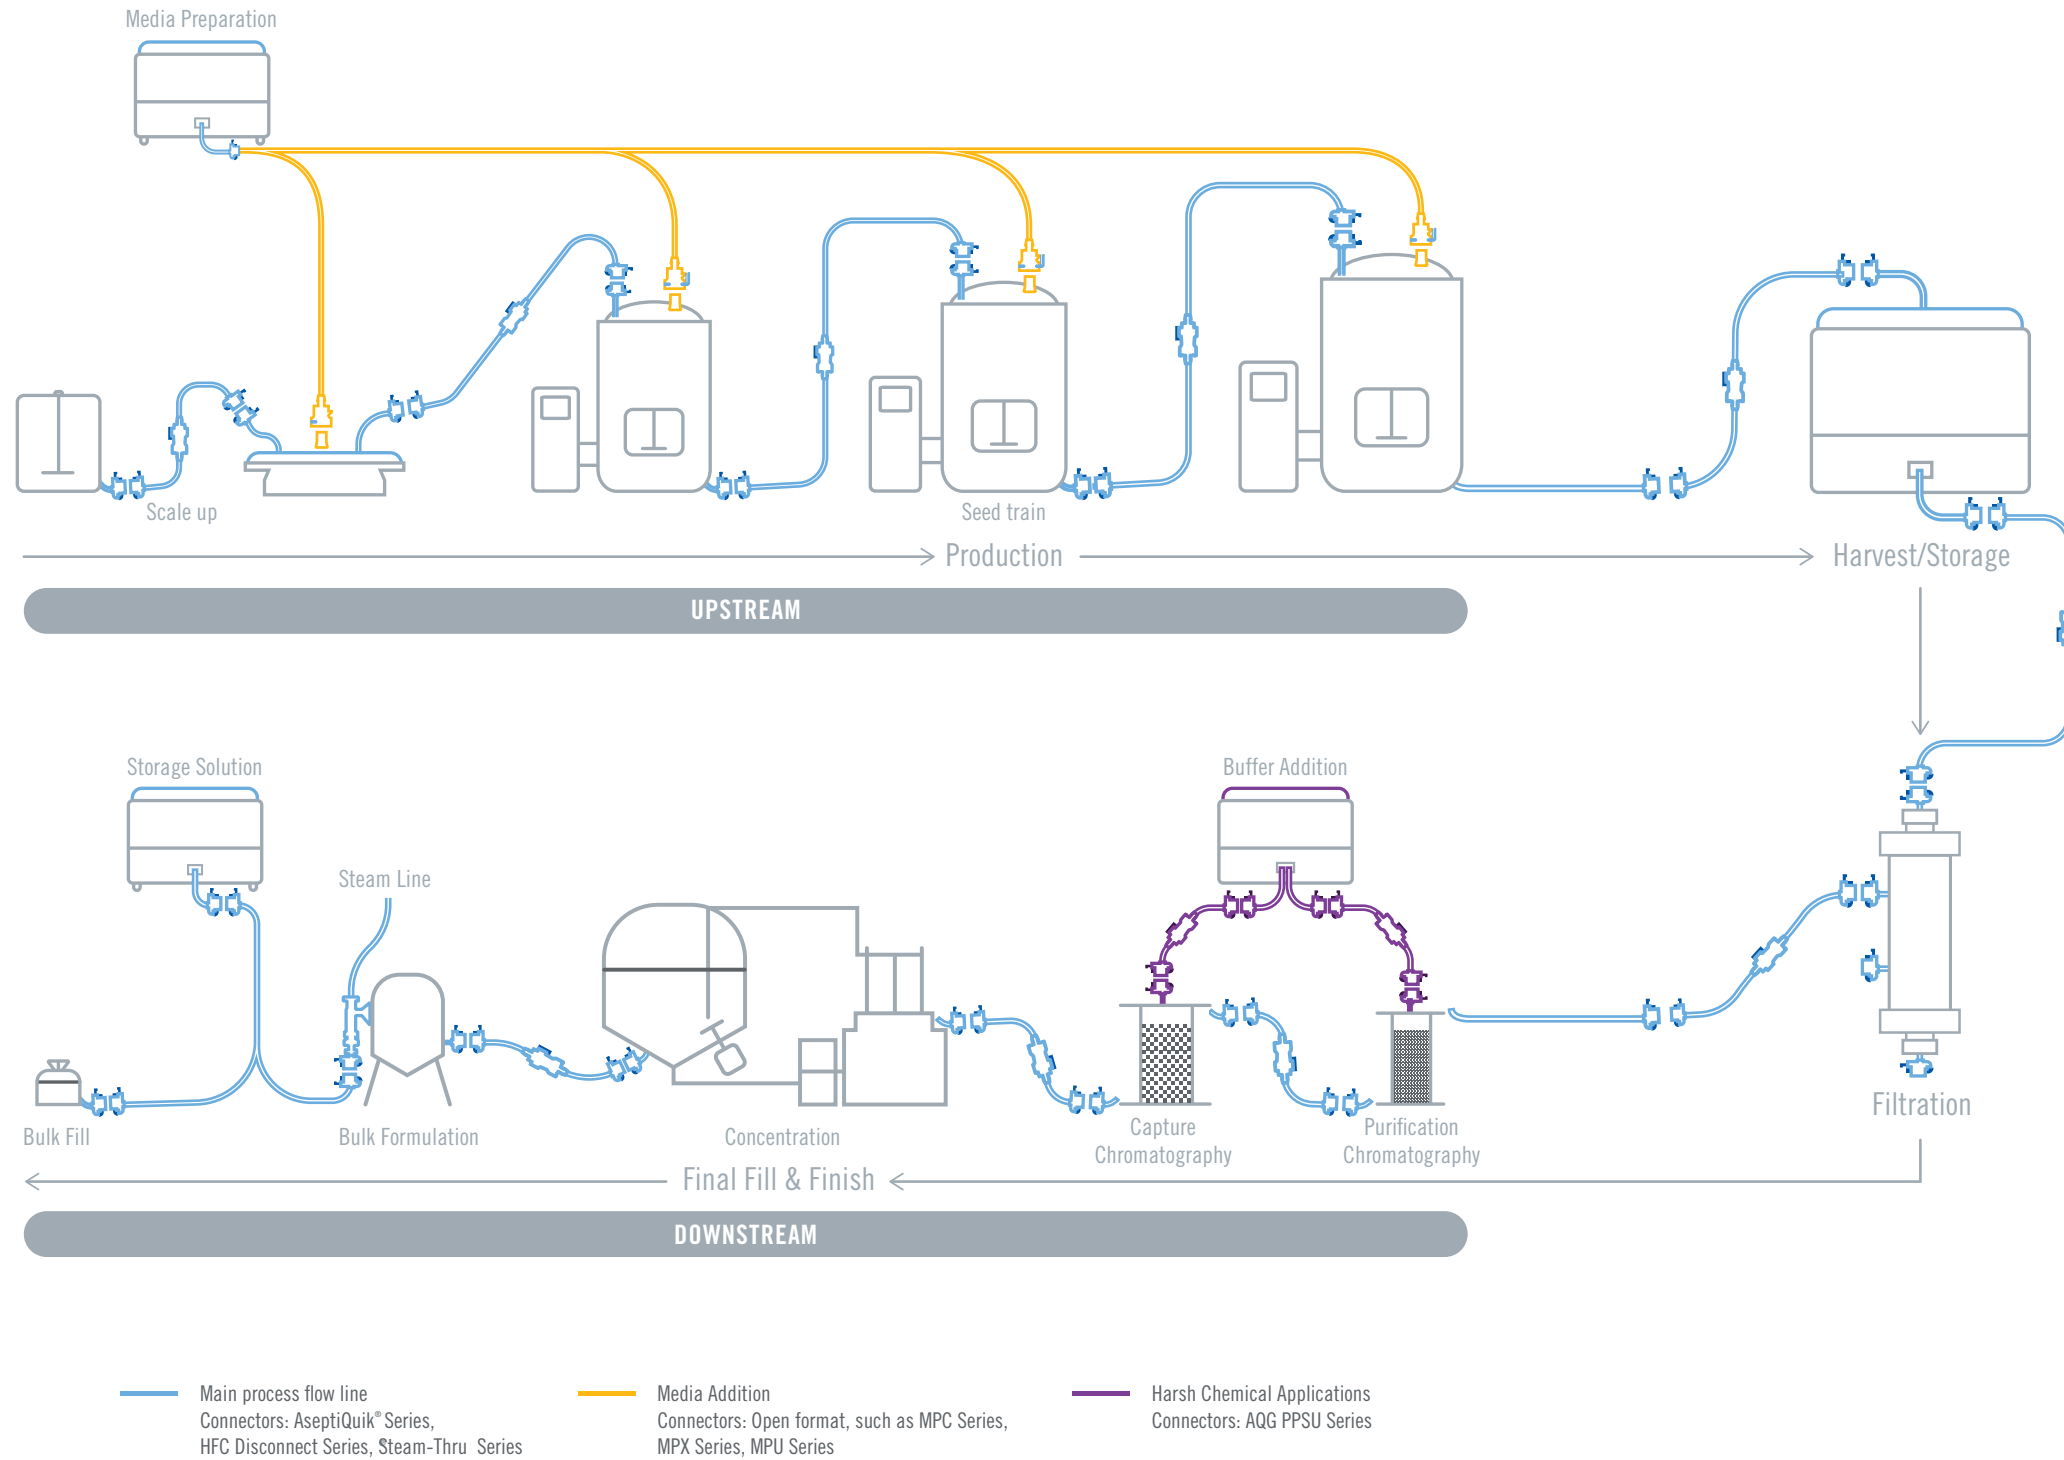 Media Preparation
Scale up
Seed train
Production
Harvest/Storage
UPSTREAM
Storage Solution
Buffer Addition
Steam Line
Bulk Fill
Bulk Formulation
Concentration
Capture
Chromatography
Purification
Chromatography
Filtration
Final Fill & Finish
DOWNSTREAM
Main process flow line
Connectors: AseptiQuik® Series,
HFC Disconnect Series, ®Steam-Thru Series
Media Addition
Connectors: Open format, such as MPC Series,
MPX Series, MPU Series
Harsh Chemical Applications
Connectors: AQG PPSU Series